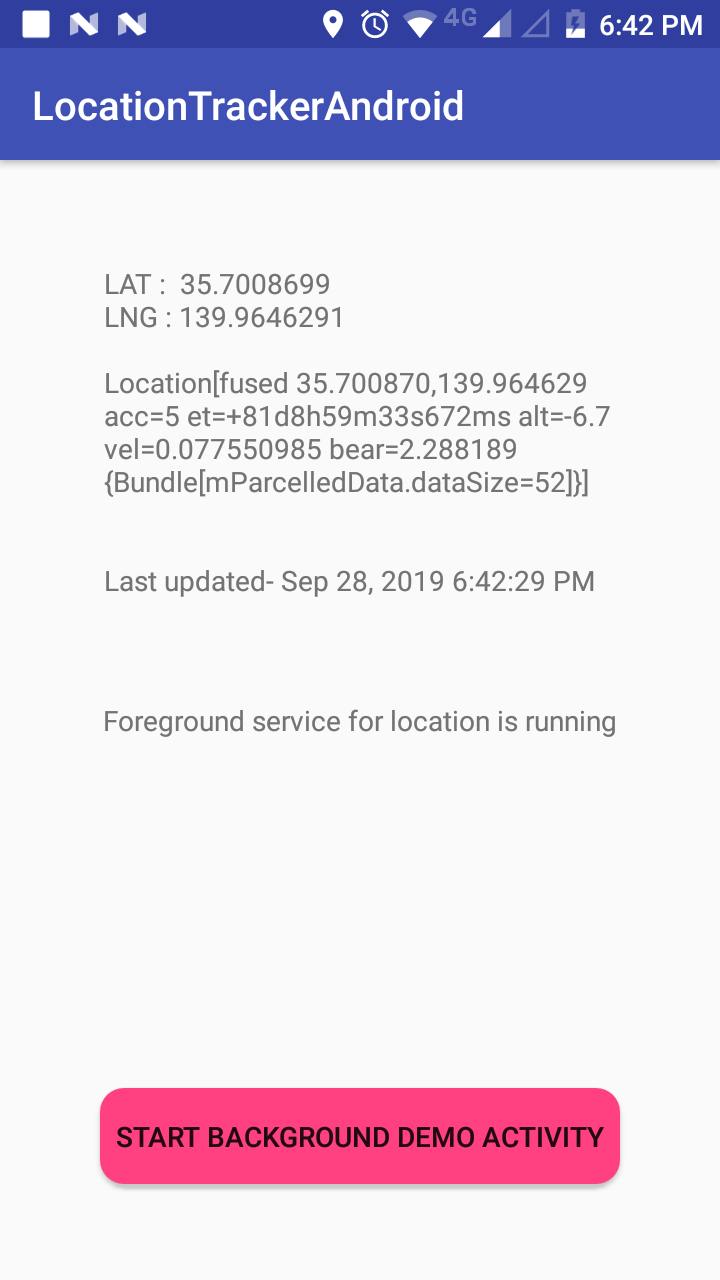 4G 6:42 PM
LocationTrackerAndroid
LAT :  35.7008699
LNG : 139.9646291
Location[fused 35.700870,139.964629
acc=5 et=+81d8h59m33s672ms alt=-6.7
vel=0.077550985 bear=2.288189
{Bundle[mParcelledData.dataSize=52]}]
Last updated- Sep 28, 2019 6:42:29 PM
Foreground service for location is running
START BACKGROUND DEMO ACTIVITY